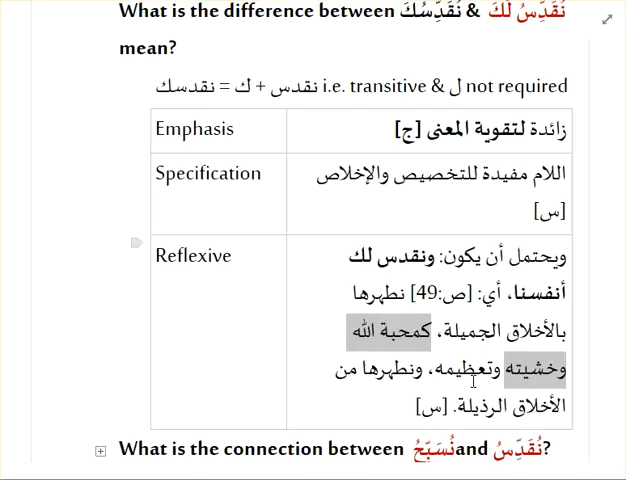 What is the difference between نُقَدِّسُكَ & نُقَدِّسُ لَكَ
mean?
نقدسك = نقدس + ك i.e. transitive & ل not required
Emphasis
زائدة لتقوية المعنى [ج]
Specification
اللام مفيدة للتخصيص والإخلاص
[س]
Reflexive
ويحتمل أن يكون: ونقدس لك
أنفسنا، أي: [ص:49] نطهرها
بالأخلاق الجميلة، كمحبة الله
وخشيته وتعظيمه، ونطهرها من
الأخلاق الرذيلة. [س]
What is the connection between نُسَبِّحُ and نُقَدِّسُ?